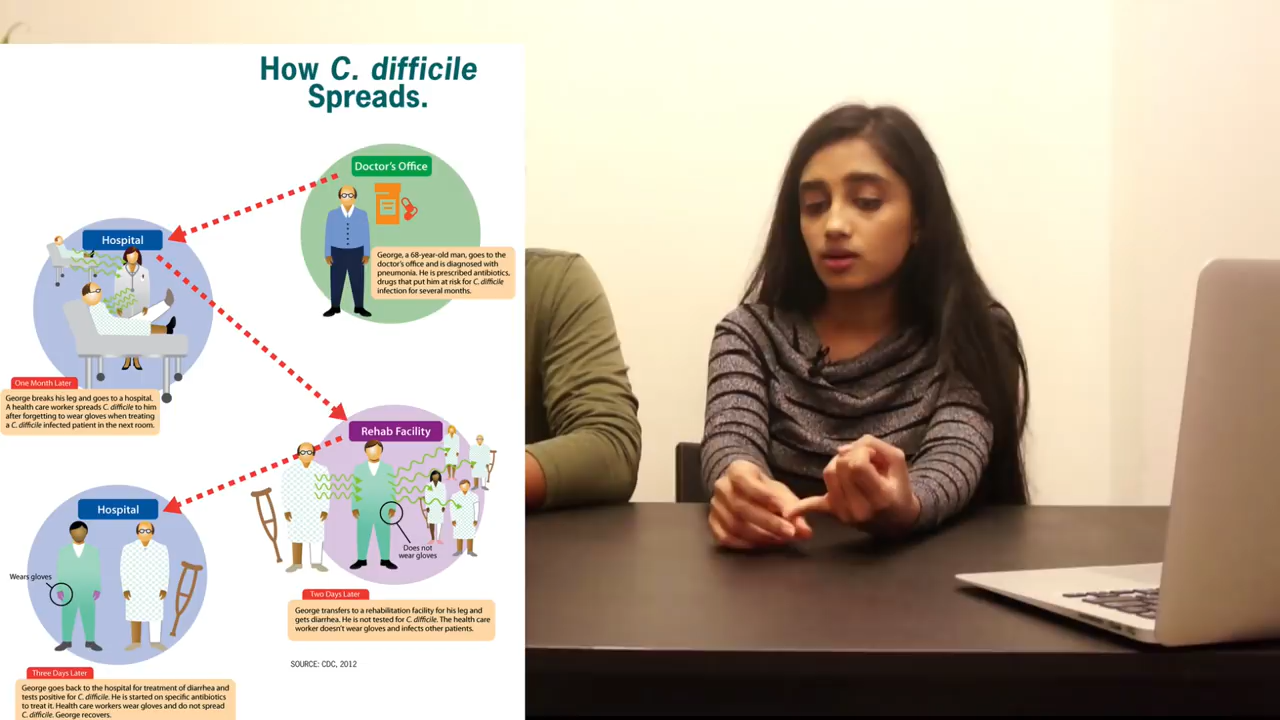 How C. difficile
Spreads.
Doctor's Office
George, a 68-year-old man, goes to the
doctor's office and is diagnosed with
pneumonia. He is prescribed antibiotics,
drugs that put him at risk for C. difficile
infection for several months.
Hospital
One Month Later
George breaks his leg and goes to a hospital.
A health care worker spreads C. difficile to him
after forgetting to wear gloves when treating
a C. difficile infected patient in the next room.
Rehab Facility
Does not
wear gloves
Two Days Later
George transfers to a rehabilitation facility for his leg and
gets diarrhea. He is not tested for C. difficile. The health care
worker doesn't wear gloves and infects other patients.
Hospital
Wears gloves
Three Days Later
George goes back to the hospital for treatment of diarrhea and
tests positive for C. difficile. He is started on specific antibiotics
to treat it. Health care workers wear gloves and do not spread
C. difficile. George recovers.
SOURCE: CDC, 2012